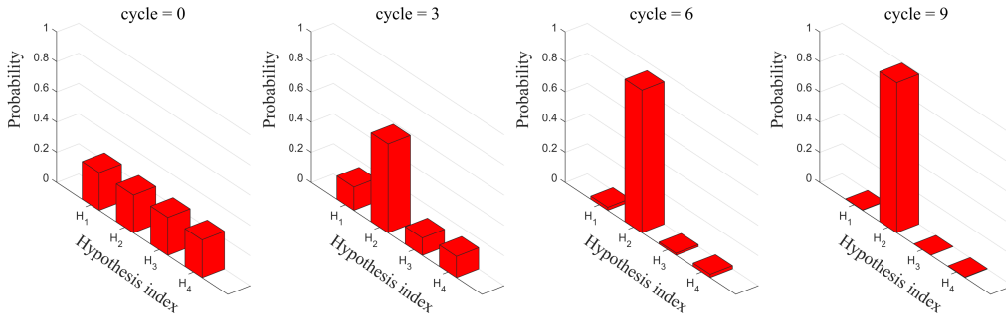 cycle = 0
Probability
1
0.8
0.6
0.4
0.2
0
H1
H2
H3
H4
Hypothesis index
cycle = 3
Probability
1
0.8
0.6
0.4
0.2
0
H1
H2
H3
H4
Hypothesis index
cycle = 6
Probability
1
0.8
0.6
0.4
0.2
0
H1
H2
H3
H4
Hypothesis index
cycle = 9
Probability
1
0.8
0.6
0.4
0.2
0
H1
H2
H3
H4
Hypothesis index